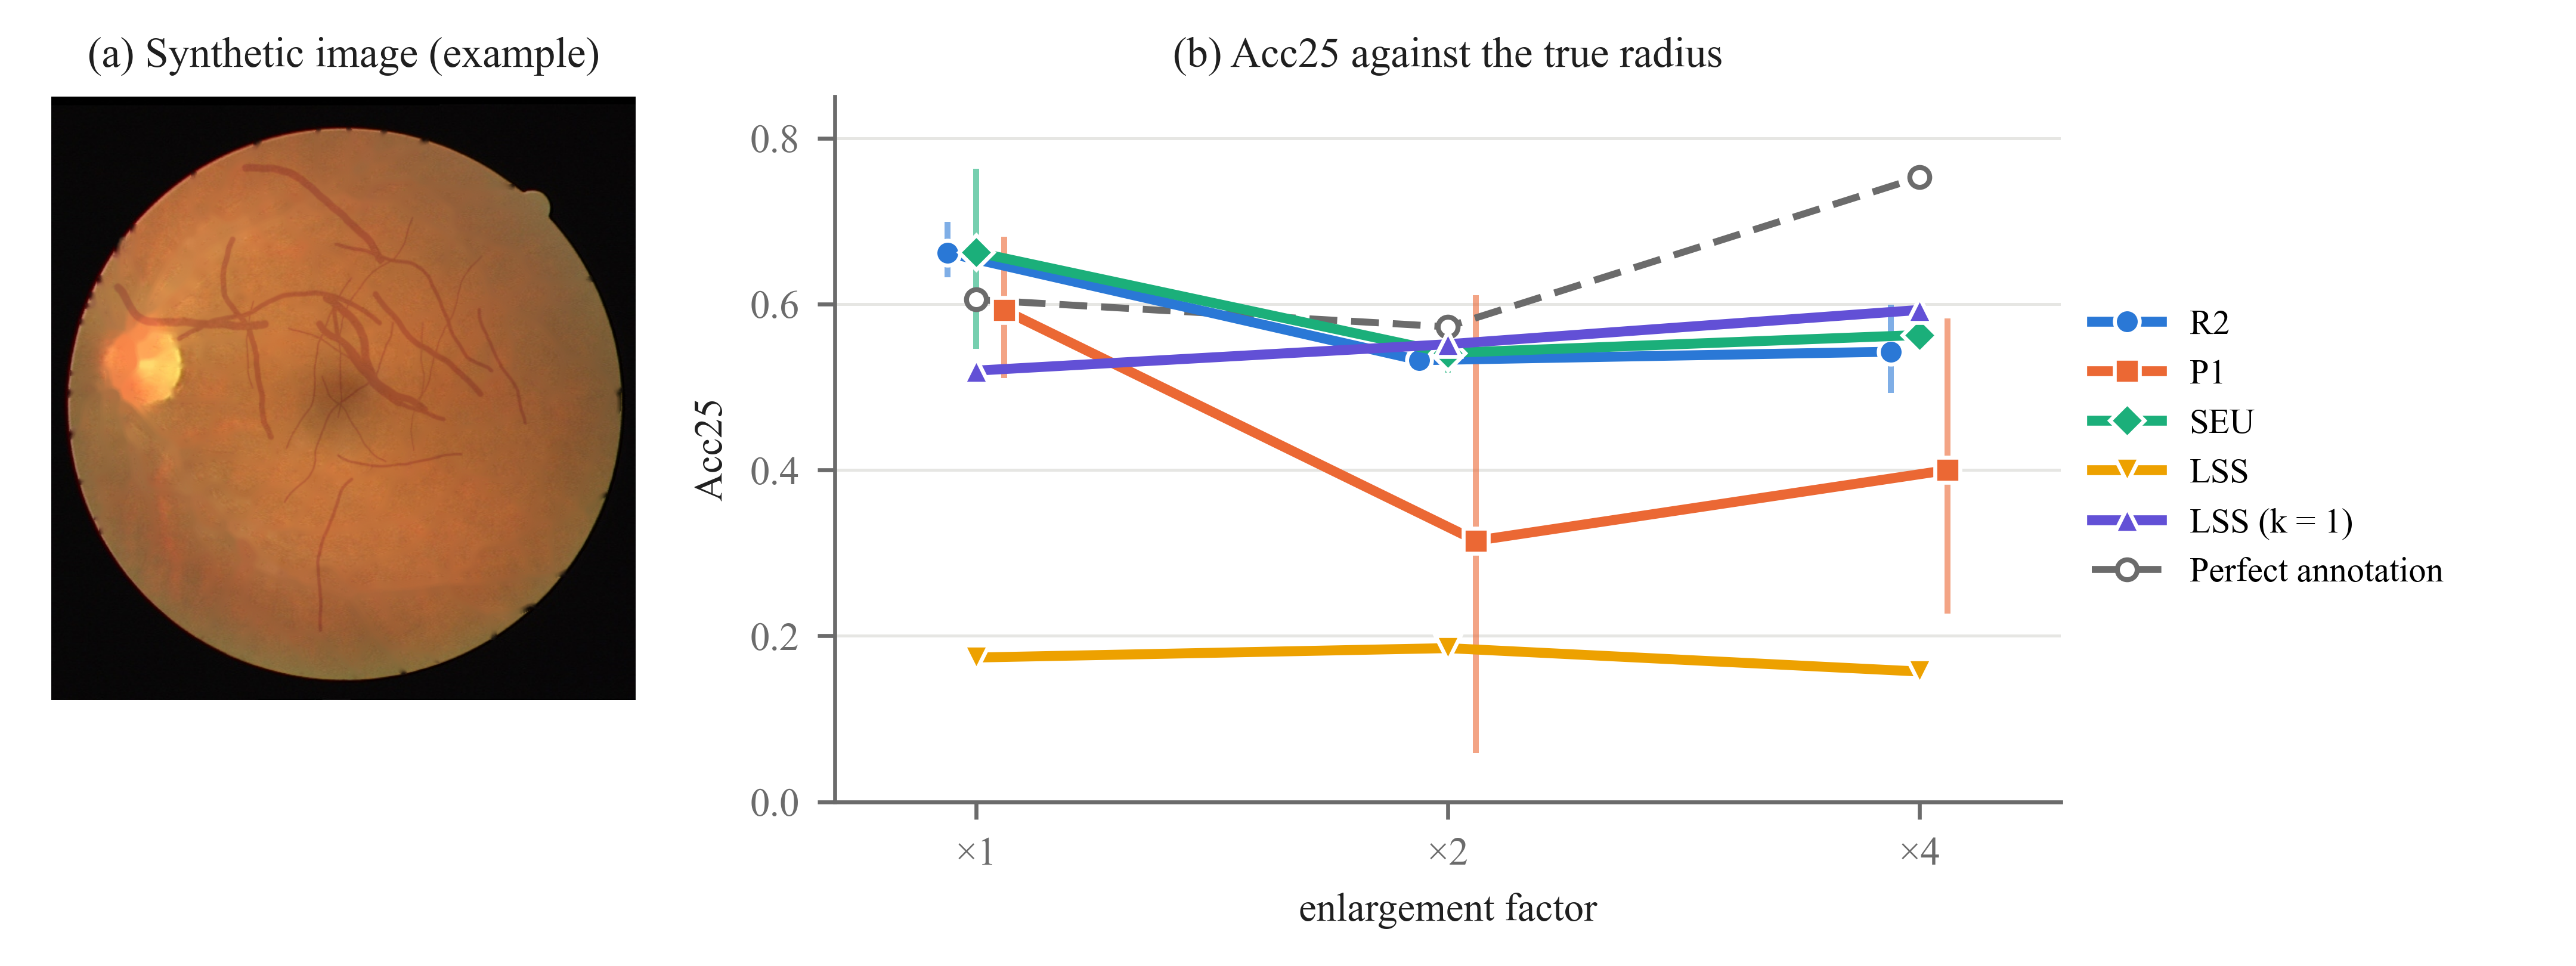 (a) Synthetic image (example)
(b) Acc25 against the true radius
Acc25
0.8
0.6
0.4
0.2
0.0
×1
×2
×4
enlargement factor
R2
P1
SEU
LSS
LSS (k = 1)
Perfect annotation